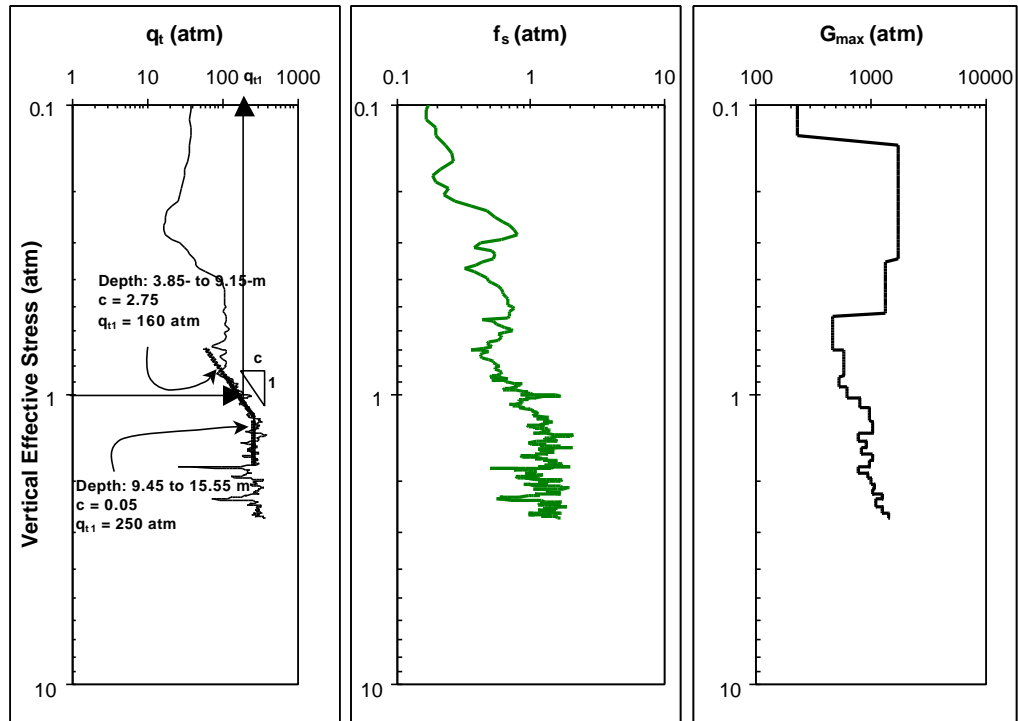 qt (atm)
1 10 100 1000
qt1
0.1
1
10
Vertical Effective Stress (atm)
Depth: 3.85- to 9.15-m
c = 2.75
qt1 = 160 atm
c
1
Depth: 9.45 to 15.55 m
c = 0.05
qt1 = 250 atm
fs (atm)
0.1 1 10
0.1
1
10
Gmax (atm)
100 1000 10000
0.1
1
10